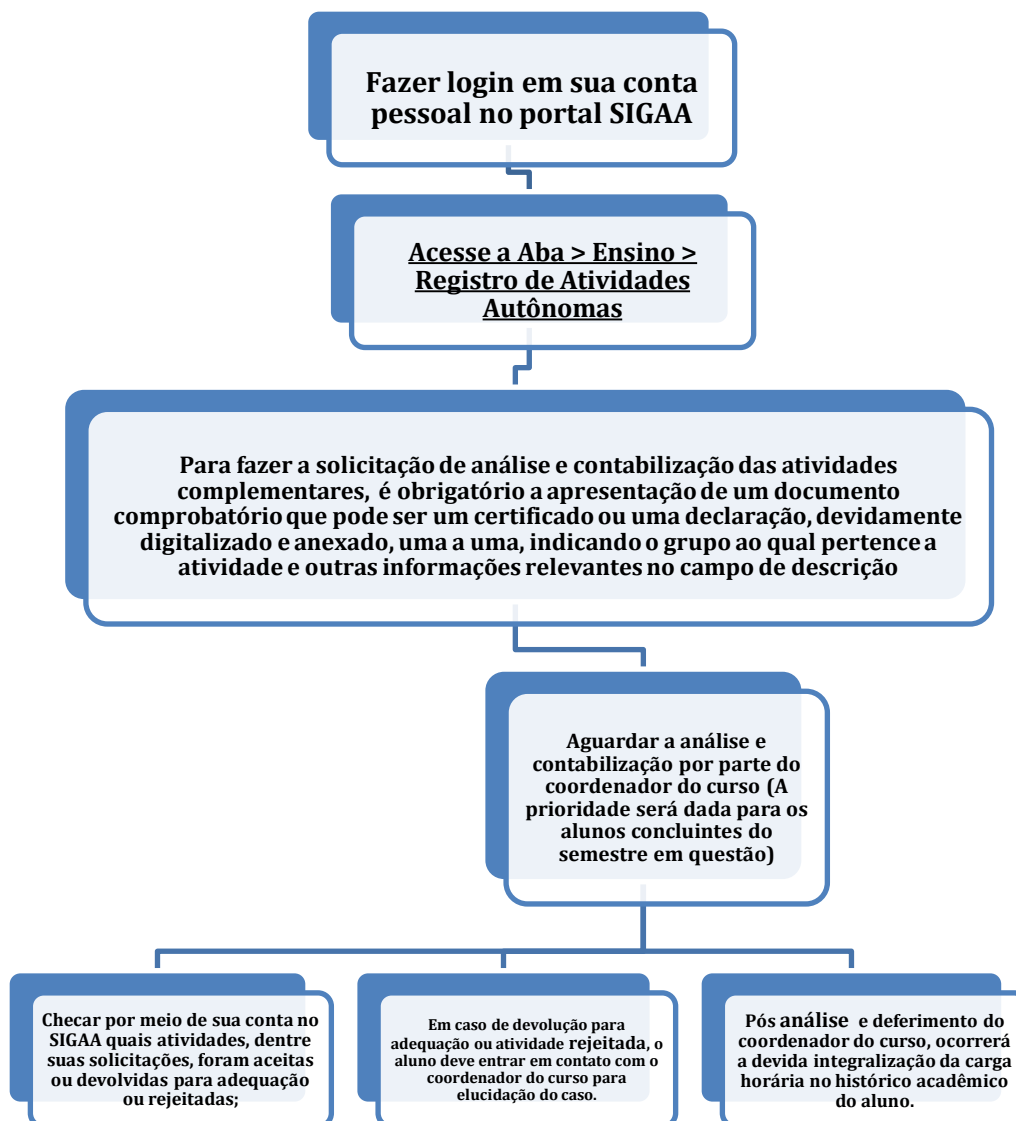 Fazer login em sua conta
pessoal no portal SIGAA
Acesse a Aba > Ensino >
Registro de Atividades
Autônomas
Para fazer a solicitação de análise e contabilização das atividades
complementares, é obrigatório a apresentação de um documento
comprobatório que pode ser um certificado ou uma declaração, devidamente
digitalizado e anexado, uma a uma, indicando o grupo ao qual pertence a
atividade e outras informações relevantes no campo de descrição
Aguardar a análise e
contabilização por parte do
coordenador do curso (A
prioridade será dada para os
alunos concluintes do
semestre em questão)
Checar por meio de sua conta no
SIGAA quais atividades, dentre
suas solicitações, foram aceitas
ou devolvidas para adequação
ou rejeitadas;
Em caso de devolução para
adequação ou atividade rejeitada, o
aluno deve entrar em contato com o
coordenador do curso para
elucidação do caso.
Pós análise e deferimento do
coordenador do curso, ocorrerá
a devida integralização da carga
horária no histórico acadêmico
do aluno.